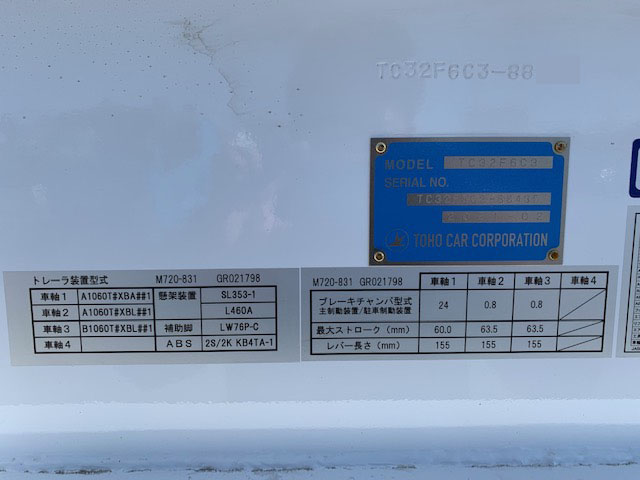 TC32F6C3-88
MODEL TC32F6C3
SERIAL NO.
2021.02
TOHO CAR CORPORATION
トレーラ装置型式 M720-831 GR021798
車軸1 A1060T#XBA##1 懸架装置 SL353-1
車軸2 A1060T#XBL##1 L460A
車軸3 B1060T#XBL##1 補助脚 LW76P-C
車軸4 ABS 2S/2K KB4TA-1
M720-831 GR021798 車軸1 車軸2 車軸3 車軸4
ブレーキチャンバ型式 24 0.8 0.8
主制動装置/駐車制動装置
最大ストローク(mm) 60.0 63.5 63.5
レバー長さ(mm) 155 155 155